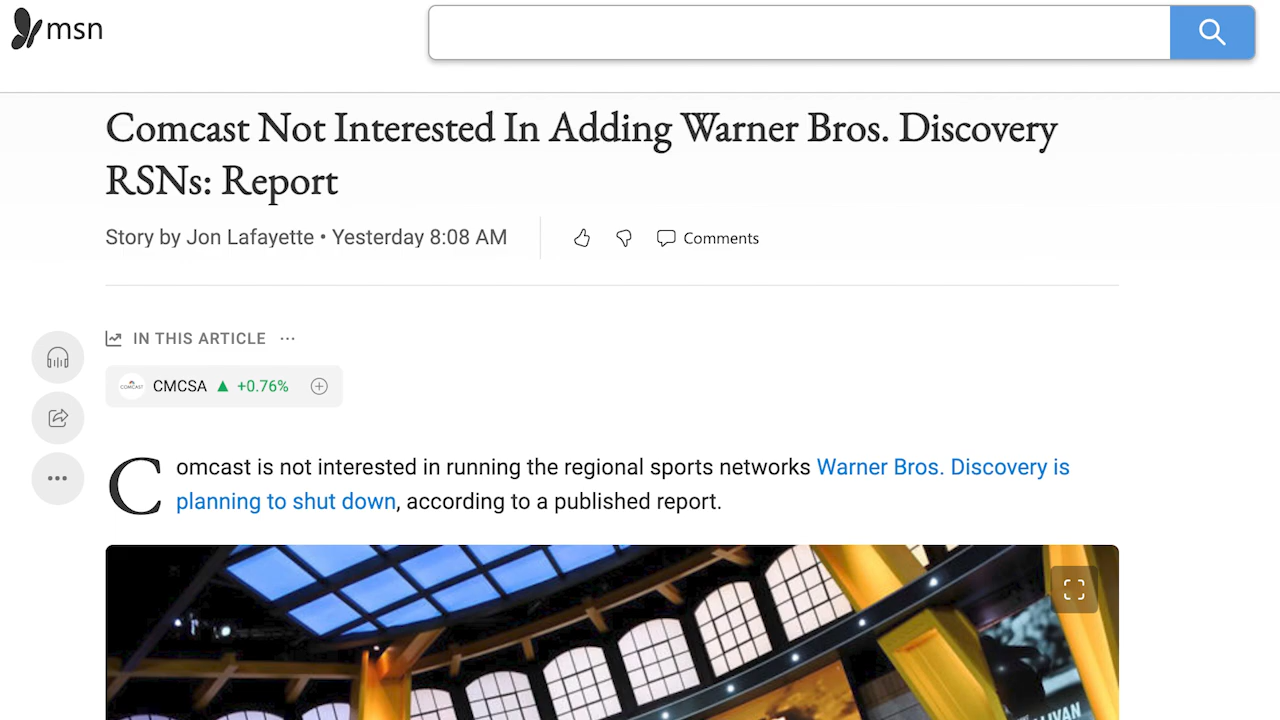 msn
Comcast Not Interested In Adding Warner Bros. Discovery
RSNs: Report
Story by Jon Lafayette • Yesterday 8:08 AM
Comments
IN THIS ARTICLE ...
COMCAST CMCSA ▲ +0.76%
Comcast is not interested in running the regional sports networks Warner Bros. Discovery is
planning to shut down, according to a published report.